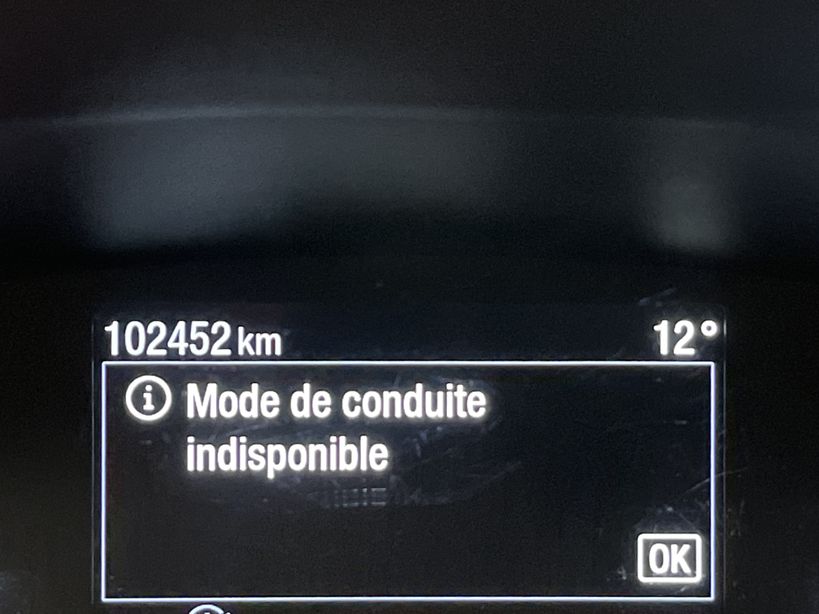 102452 km 12°
Mode de conduite
indisponible
OK